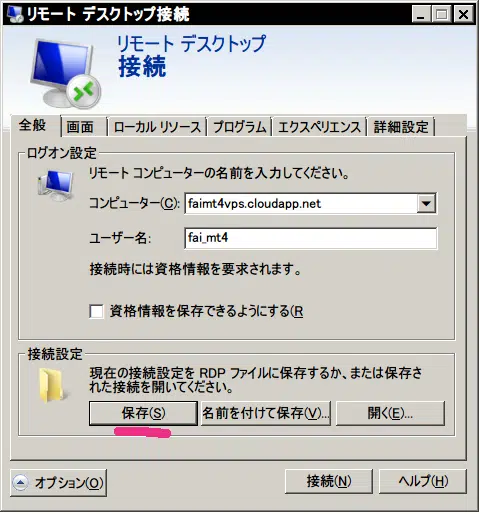 リモート デスクトップ接続
リモート デスクトップ
接続
全般 画面 ローカル リソース プログラム エクスペリエンス 詳細設定
ログオン設定
リモート コンピューターの名前を入力してください。
コンピューター(C): faimt4vps.cloudapp.net
ユーザー名: fai_mt4
接続時には資格情報を要求されます。
資格情報を保存できるようにする(R
接続設定
現在の接続設定を RDP ファイルに保存するか、または保存さ
れた接続を開いてください。
保存(S) 名前を付けて保存(V)... 開く(E)...
オプション(O) 接続(N) ヘルプ(H)